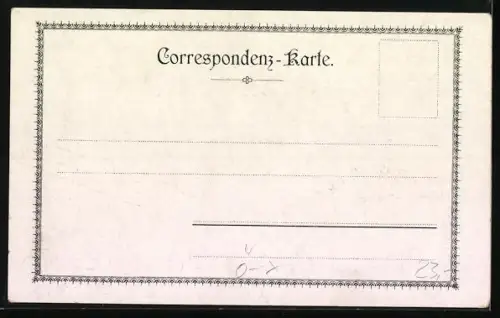 Correspondenz-Karte.
23,-